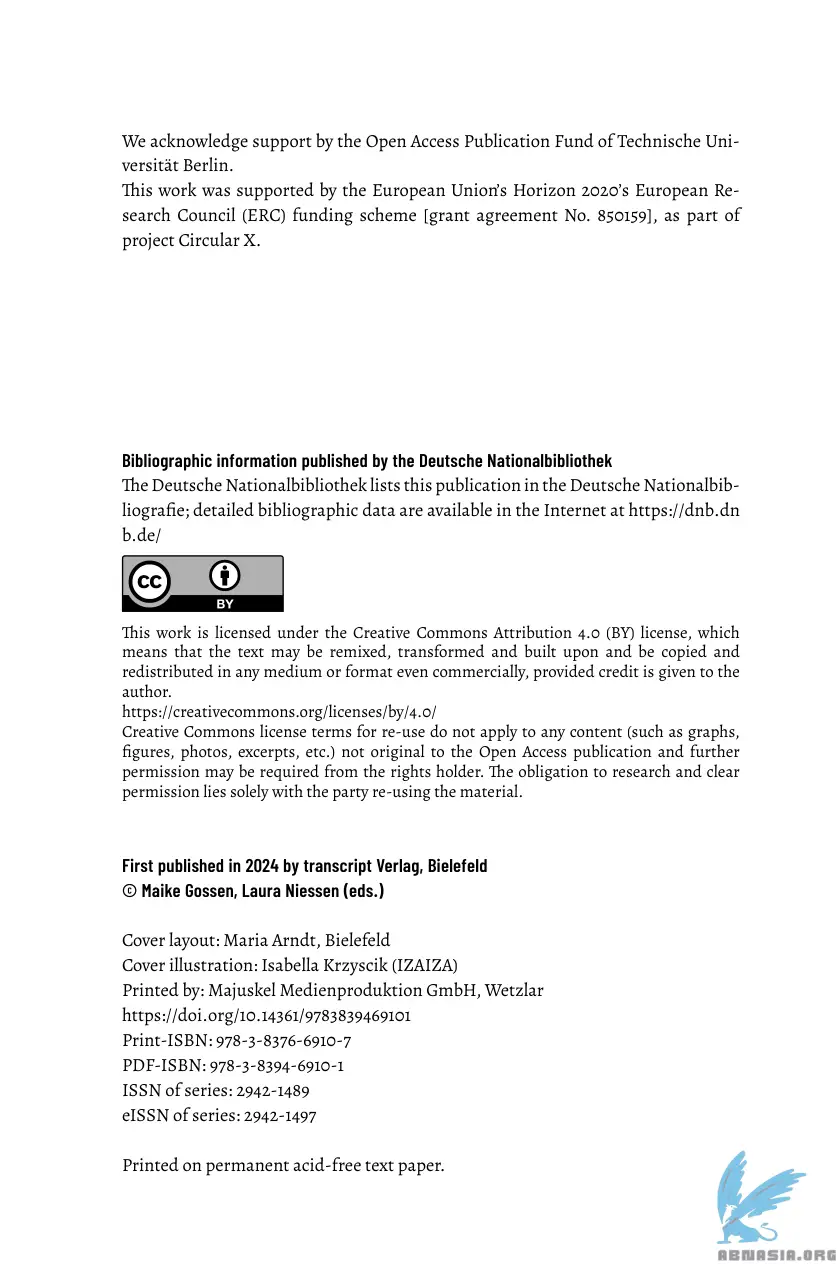 We acknowledge support by the Open Access Publication Fund of Technische Uni-
versität Berlin.
This work was supported by the European Union's Horizon 2020's European Re-
search Council (ERC) funding scheme [grant agreement No. 850159], as part of
project Circular X.
Bibliographic information published by the Deutsche Nationalbibliothek
The Deutsche Nationalbibliothek lists this publication in the Deutsche Nationalbib-
liografie; detailed bibliographic data are available in the Internet at https://dnb.dn
b.de/
cc
BY
This work is licensed under the Creative Commons Attribution 4.0 (BY) license, which
means that the text may be remixed, transformed and built upon and be copied and
redistributed in any medium or format even commercially, provided credit is given to the
author.
https://creativecommons.org/licenses/by/4.0/
Creative Commons license terms for re-use do not apply to any content (such as graphs,
figures, photos, excerpts, etc.) not original to the Open Access publication and further
permission may be required from the rights holder. The obligation to research and clear
permission lies solely with the party re-using the material.
First published in 2024 by transcript Verlag, Bielefeld
© Maike Gossen, Laura Niessen (eds.)
Cover layout: Maria Arndt, Bielefeld
Cover illustration: Isabella Krzyscik (IZAIZA)
Printed by: Majuskel Medienproduktion GmbH, Wetzlar
https://doi.org/10.14361/9783839469101
Print-ISBN: 978-3-8376-6910-7
PDF-ISBN: 978-3-8394-6910-1
ISSN of series: 2942-1489
eISSN of series: 2942-1497
Printed on permanent acid-free text paper.
ABNASIA.ORG